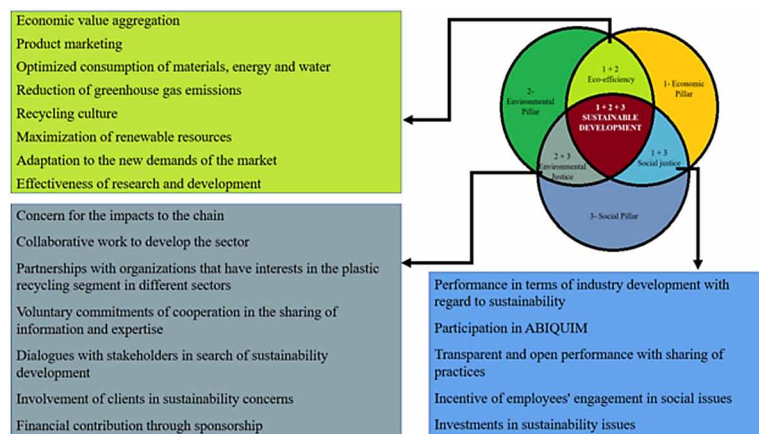 Economic value aggregation
Product marketing
Optimized consumption of materials, energy and water
Reduction of greenhouse gas emissions
Recycling culture
Maximization of renewable resources
Adaptation to the new demands of the market
Effectiveness of research and development
1 + 2
Eco-efficiency
2-
Environmental
Pillar
1- Economic
Pillar
1 + 2 + 3
SUSTAINABLE
DEVELOPMENT
2 + 3
Environmental
Justice
1 + 3
Social justice
3- Social Pillar
Concern for the impacts to the chain
Collaborative work to develop the sector
Partnerships with organizations that have interests in the plastic
recycling segment in different sectors
Voluntary commitments of cooperation in the sharing of
information and expertise
Dialogues with stakeholders in search of sustainability
development
Involvement of clients in sustainability concerns
Financial contribution through sponsorship
Performance in terms of industry development with
regard to sustainability
Participation in ABIQUIM
Transparent and open performance with sharing of
practices
Incentive of employees' engagement in social issues
Investments in sustainability issues